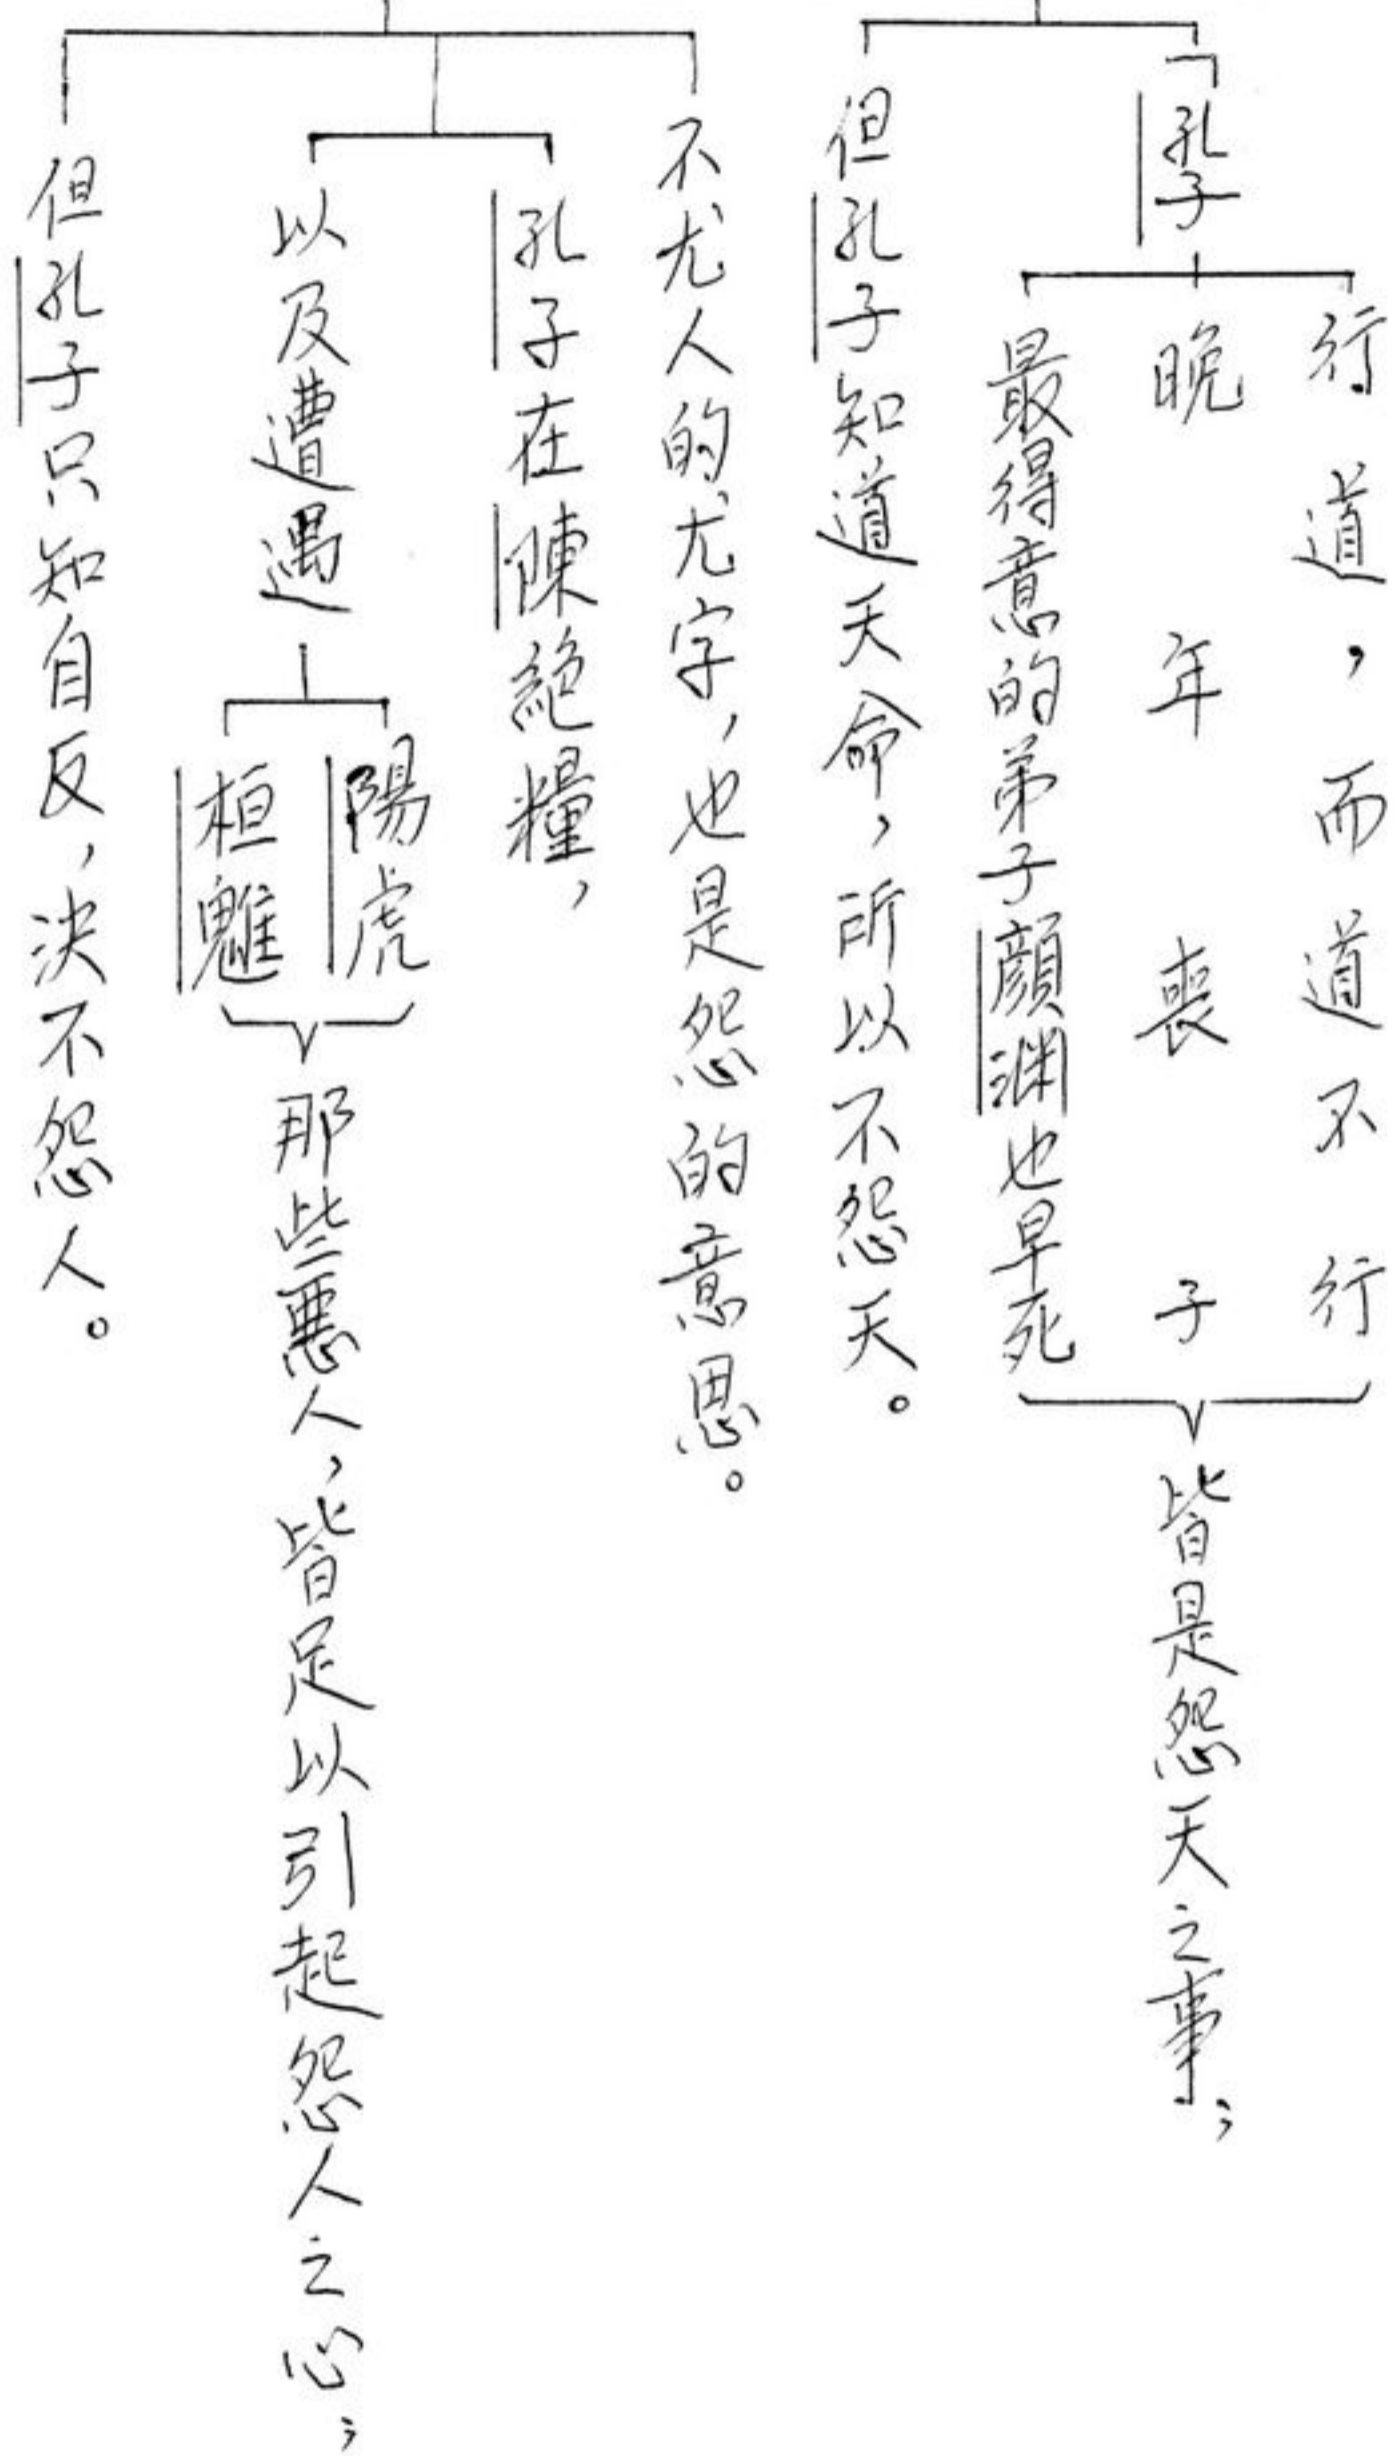 「孔子
行道，而道不行
晚年喪子
最得意的弟子顏淵也早死
皆是怨天之事；
但孔子知道天命，所以不怨天。
不尤人的尤字，也是怨的意思。
孔子在陳絕糧，
以及遭遇
陽虎
桓魋
那些惡人，皆足以引起怨人之心；
但孔子只知自反，決不怨人。